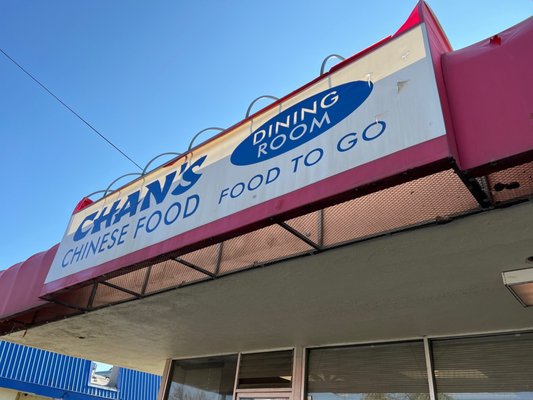 CHAN'S
CHINESE FOOD
DINING
ROOM
FOOD TO GO